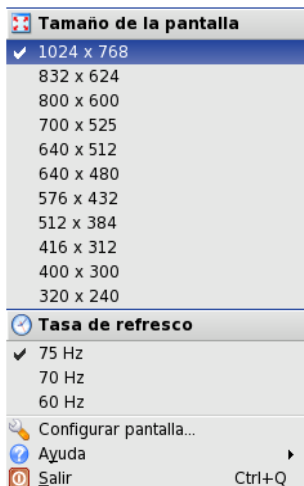 Tamaño de la pantalla
1024 x 768
832 x 624
800 x 600
700 x 525
640 x 512
640 x 480
576 x 432
512 x 384
416 x 312
400 x 300
320 x 240
Tasa de refresco
75 Hz
70 Hz
60 Hz
Configurar pantalla...
Ayuda
Salir Ctrl+Q